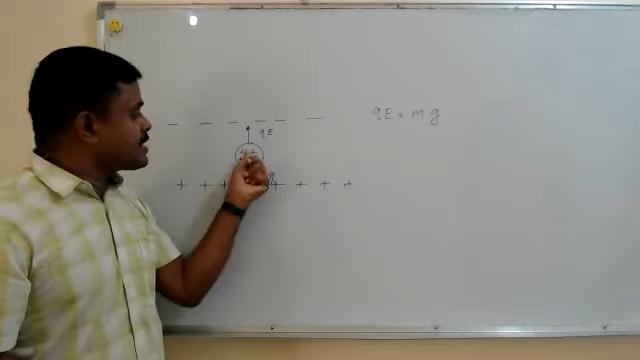 — — — — — —
qE = mg
qE
+ +
+ + + + + + +